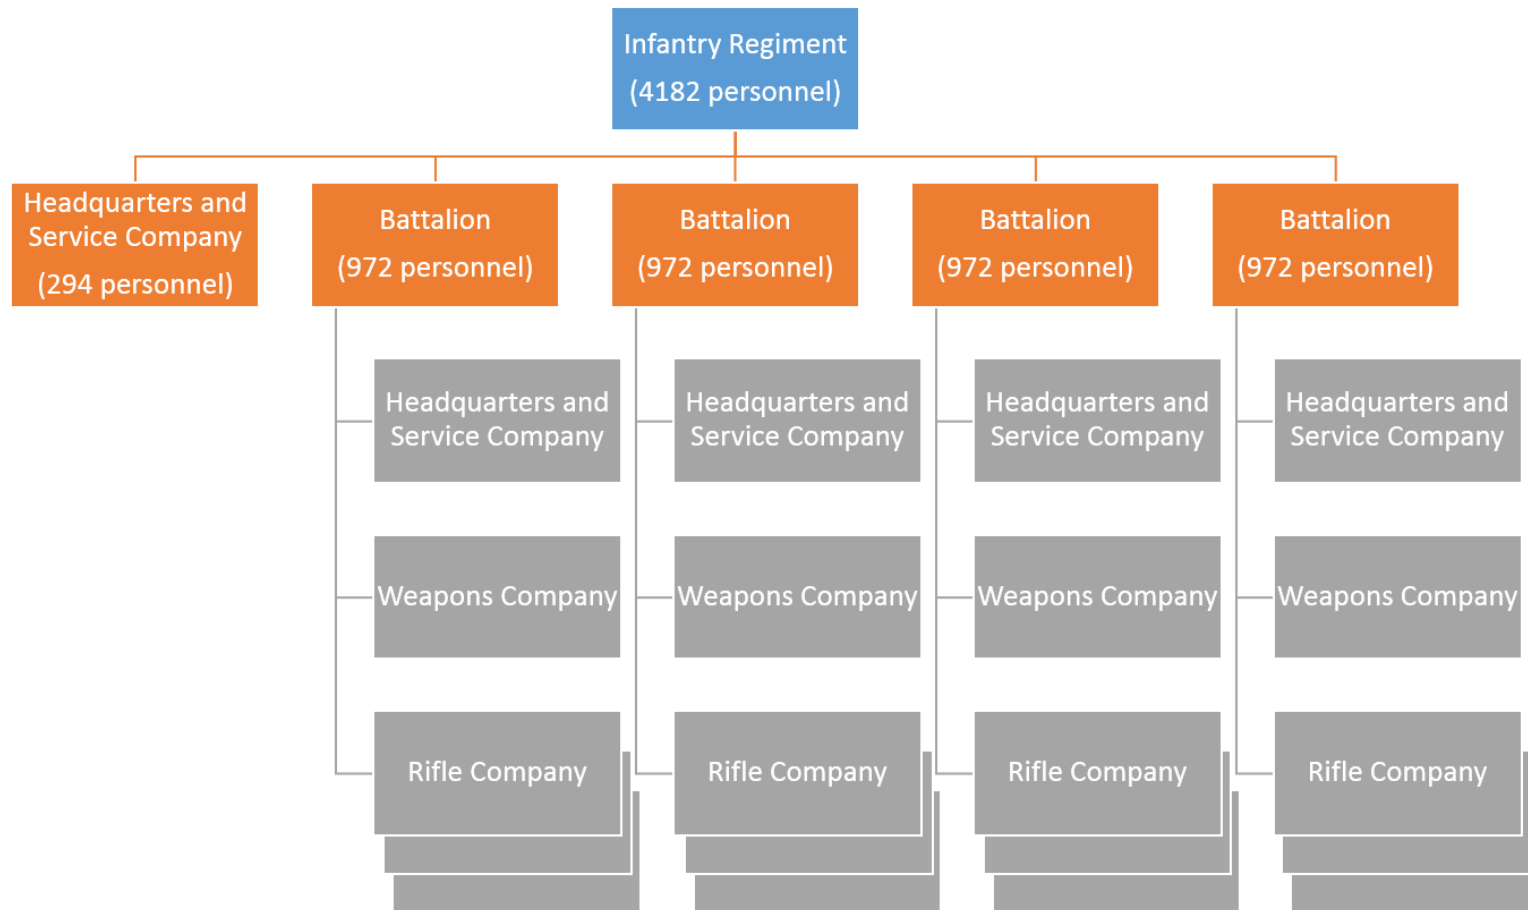 Infantry Regiment
(4182 personnel)
Headquarters and
Service Company
(294 personnel)
Battalion
(972 personnel)
Battalion
(972 personnel)
Battalion
(972 personnel)
Battalion
(972 personnel)
Headquarters and
Service Company
Headquarters and
Service Company
Headquarters and
Service Company
Headquarters and
Service Company
Weapons Company
Weapons Company
Weapons Company
Weapons Company
Rifle Company
Rifle Company
Rifle Company
Rifle Company